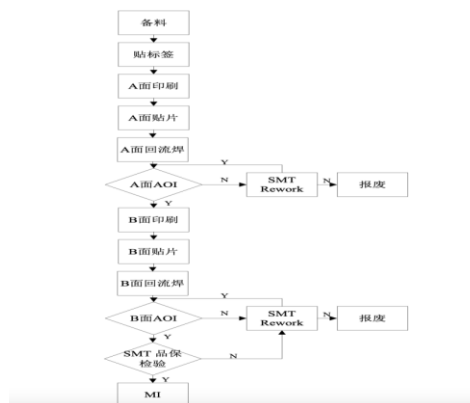 备料
贴标签
A面印刷
A面贴片
A面回流焊
Y
A面AOI
N
SMT
Rework
N
报废
Y
B面印刷
B面贴片
B面回流焊
Y
B面AOI
N
SMT
Rework
N
报废
Y
SMT 品保
检验
N
Y
MI